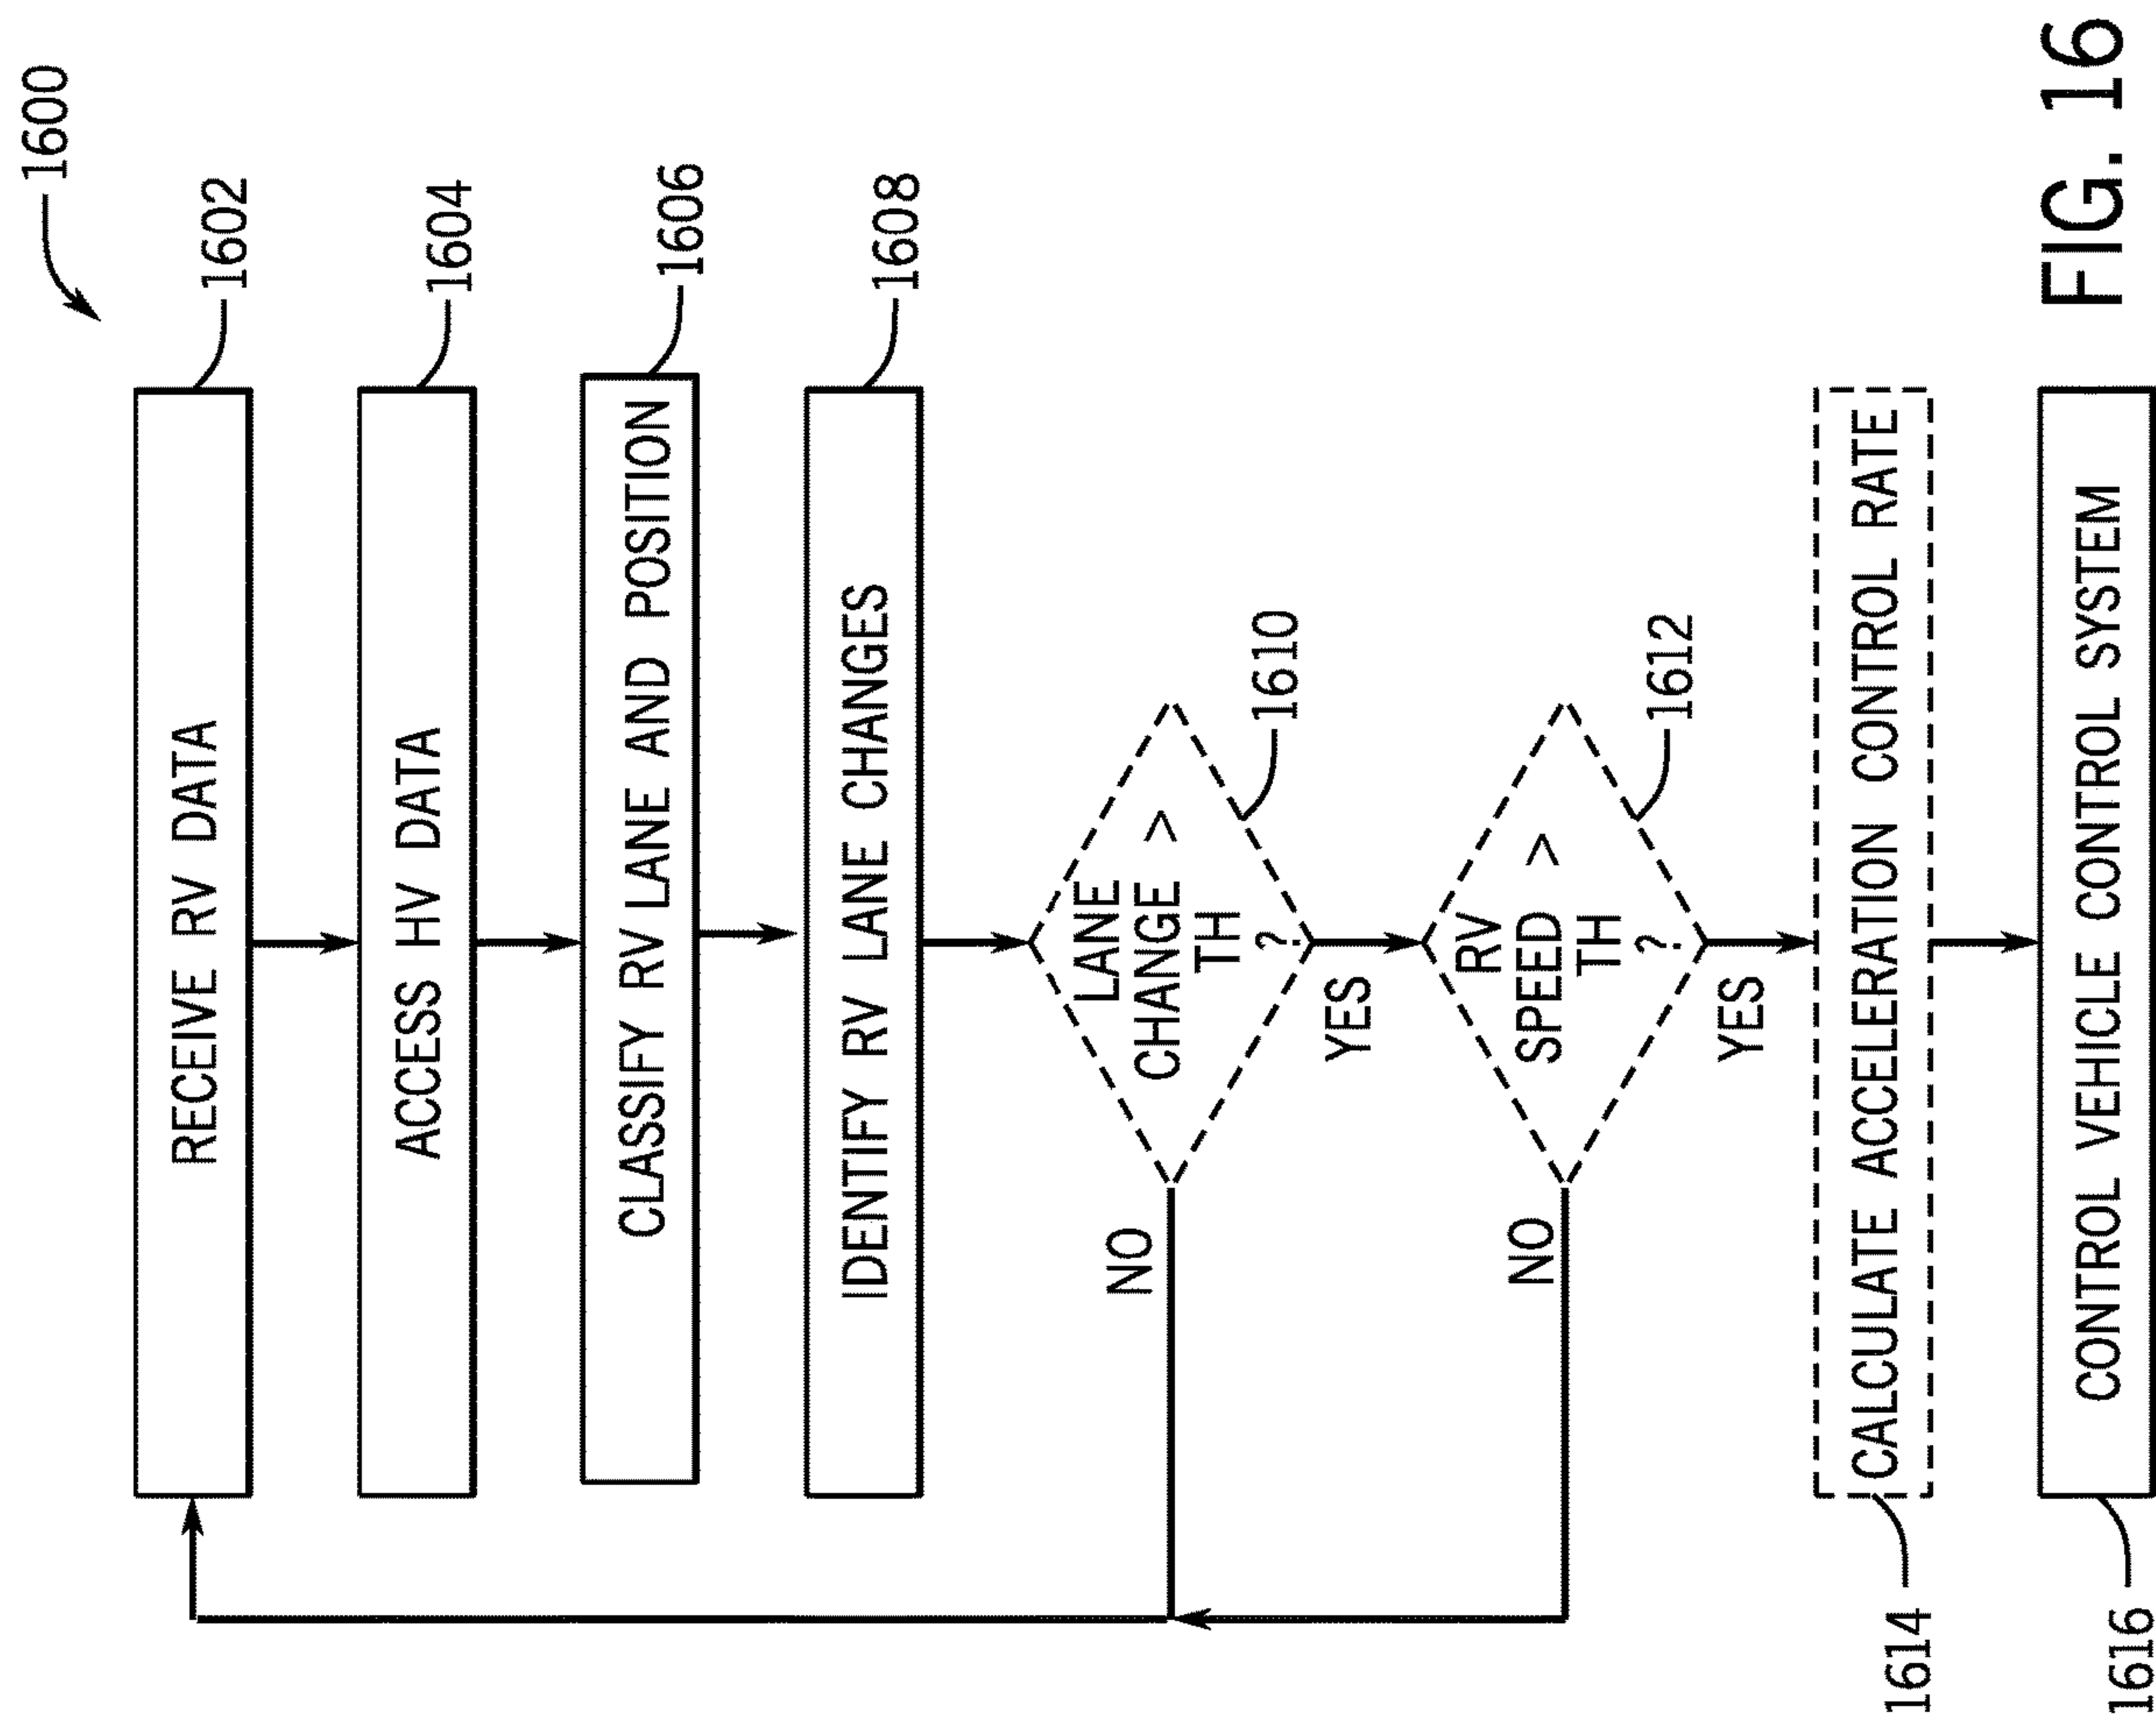 1600
RECEIVE RV DATA
1602
ACCESS HV DATA
1604
CLASSIFY RV LANE AND POSITION
1606
IDENTIFY RV LANE CHANGES
1608
LANE
CHANGE >
TH
?
1610
NO
YES
RV
SPEED >
TH
?
1612
NO
YES
CALCULATE ACCELERATION CONTROL RATE
1614
CONTROL VEHICLE CONTROL SYSTEM
1616
FIG. 16